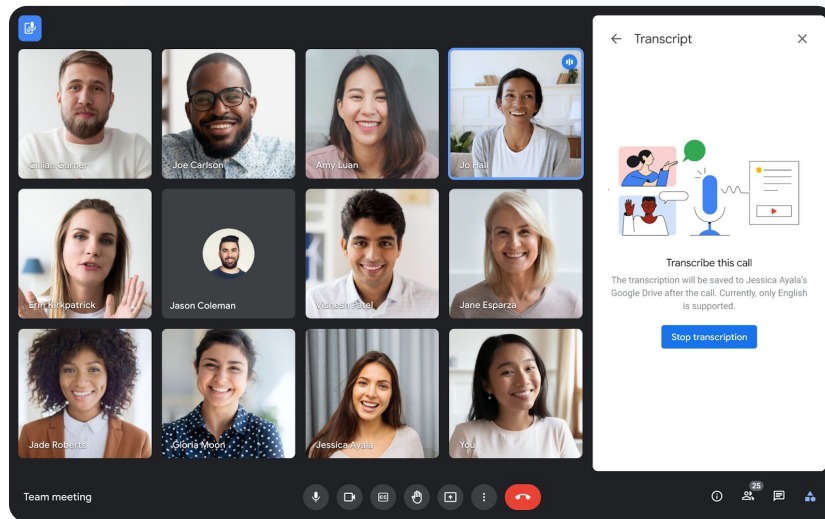 Transcript
Gillian Garner
Joe Carlson
Amy Luan
Jo Hall
Erin Kirkpatrick
Jason Coleman
Vishesh Patel
Jane Esparza
Jade Roberts
Gloria Moon
Jessica Ayala
You
Transcribe this call
The transcription will be saved to Jessica Ayala's
Google Drive after the call. Currently, only English
is supported.
Stop transcription
Team meeting
CC
25